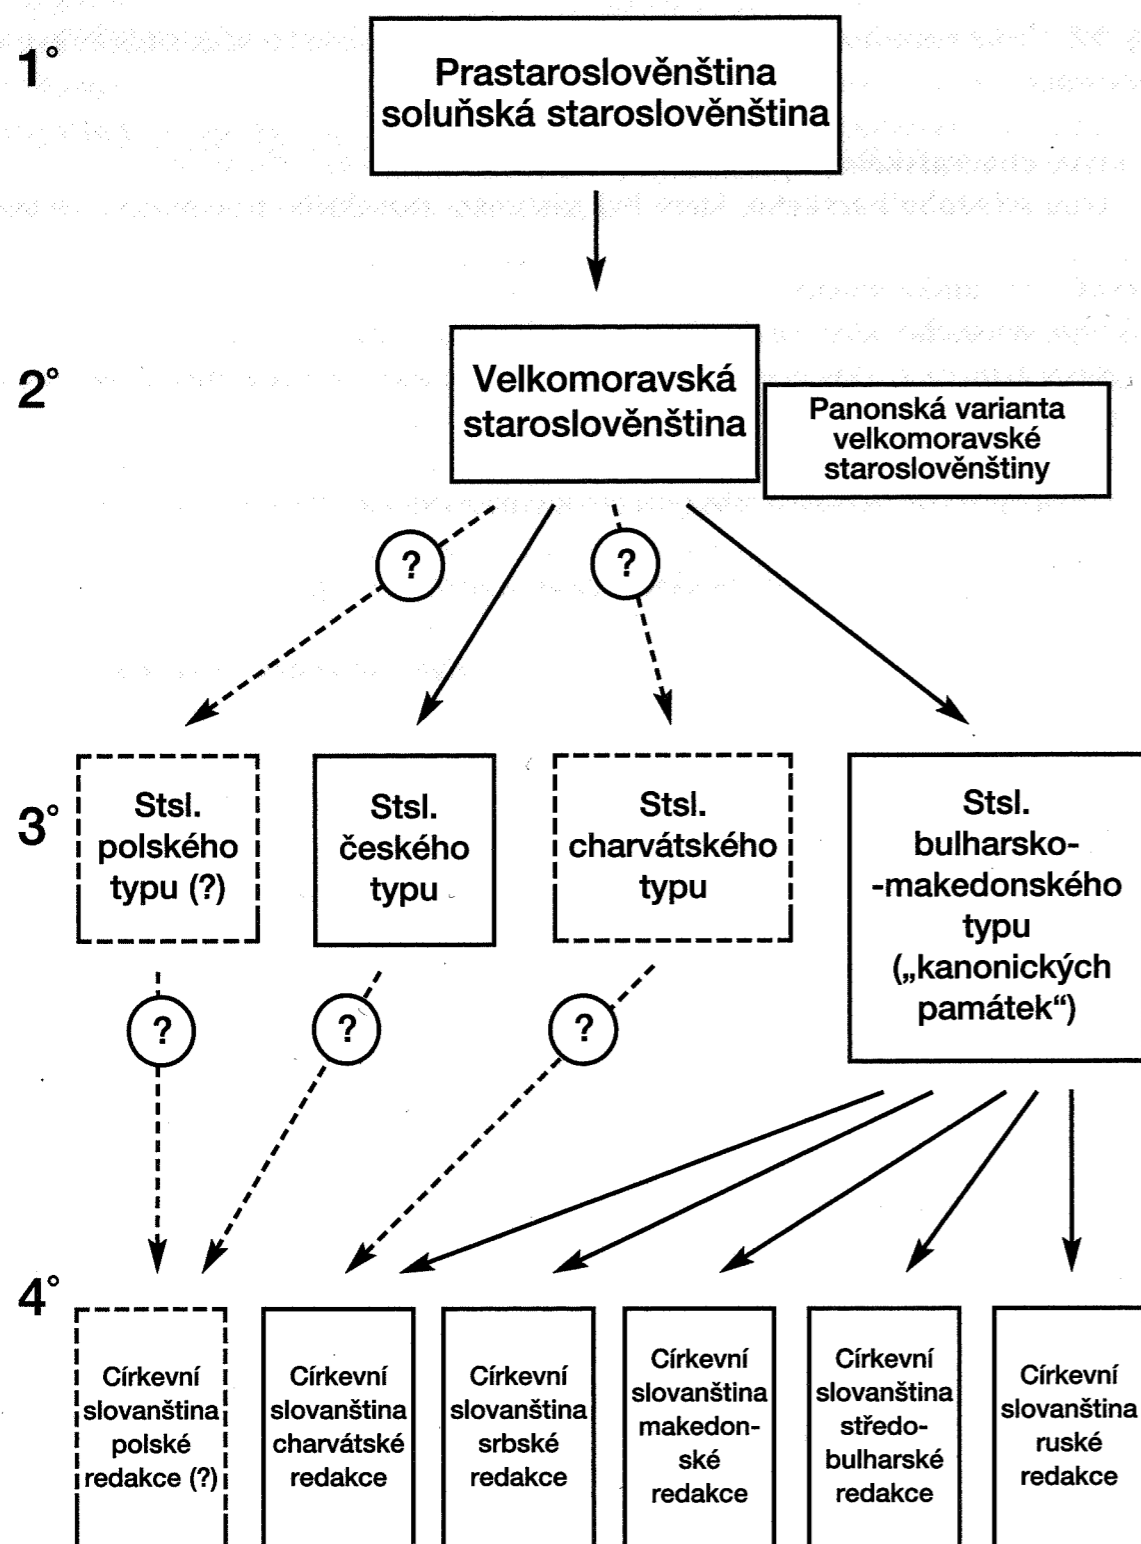 1°
Prastaroslověnština
soluňská staroslověnština
2°
Velkomoravská
staroslověnština
Panonská varianta
velkomoravské
staroslověnštiny
?
?
3°
Stsl.
polského
typu (?)
Stsl.
českého
typu
Stsl.
charvátského
typu
Stsl.
bulharsko-
-makedonského
typu
(„kanonických
památek“)
?
?
?
4°
Církevní
slovanština
polské
redakce (?)
Církevní
slovanština
charvátské
redakce
Církevní
slovanština
srbské
redakce
Církevní
slovanština
makedon-
ské
redakce
Církevní
slovanština
středo-
bulharské
redakce
Církevní
slovanština
ruské
redakce